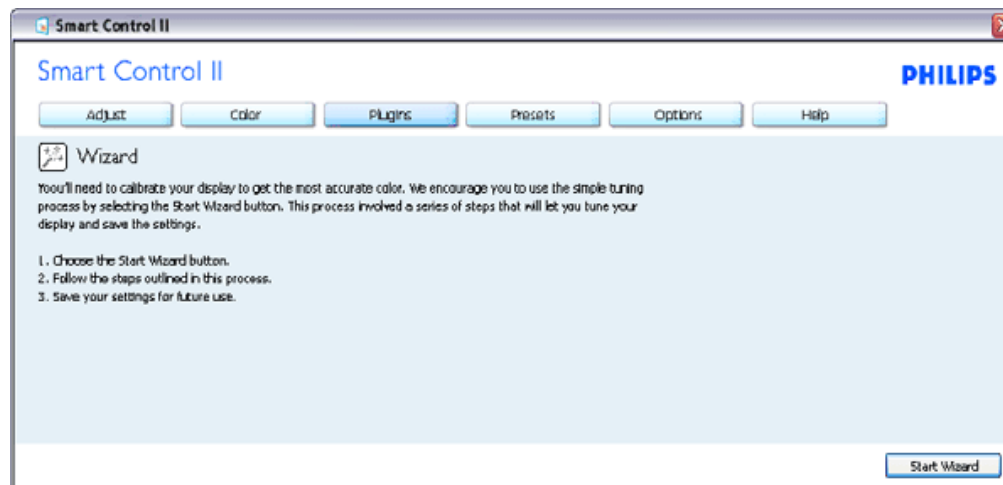 Smart Control II
Smart Control II
PHILIPS
Adjust Color Plugins Presets Options Help
Wizard
Yoou'll need to calibrate your display to get the most accurate color. We encourage you to use the simple tuning
process by selecting the Start Wizard button. This process involved a series of steps that will let you tune your
display and save the settings.
1. Choose the Start Wizard button.
2. Follow the steps outlined in this process.
3. Save your settings for future use.
Start Wizard